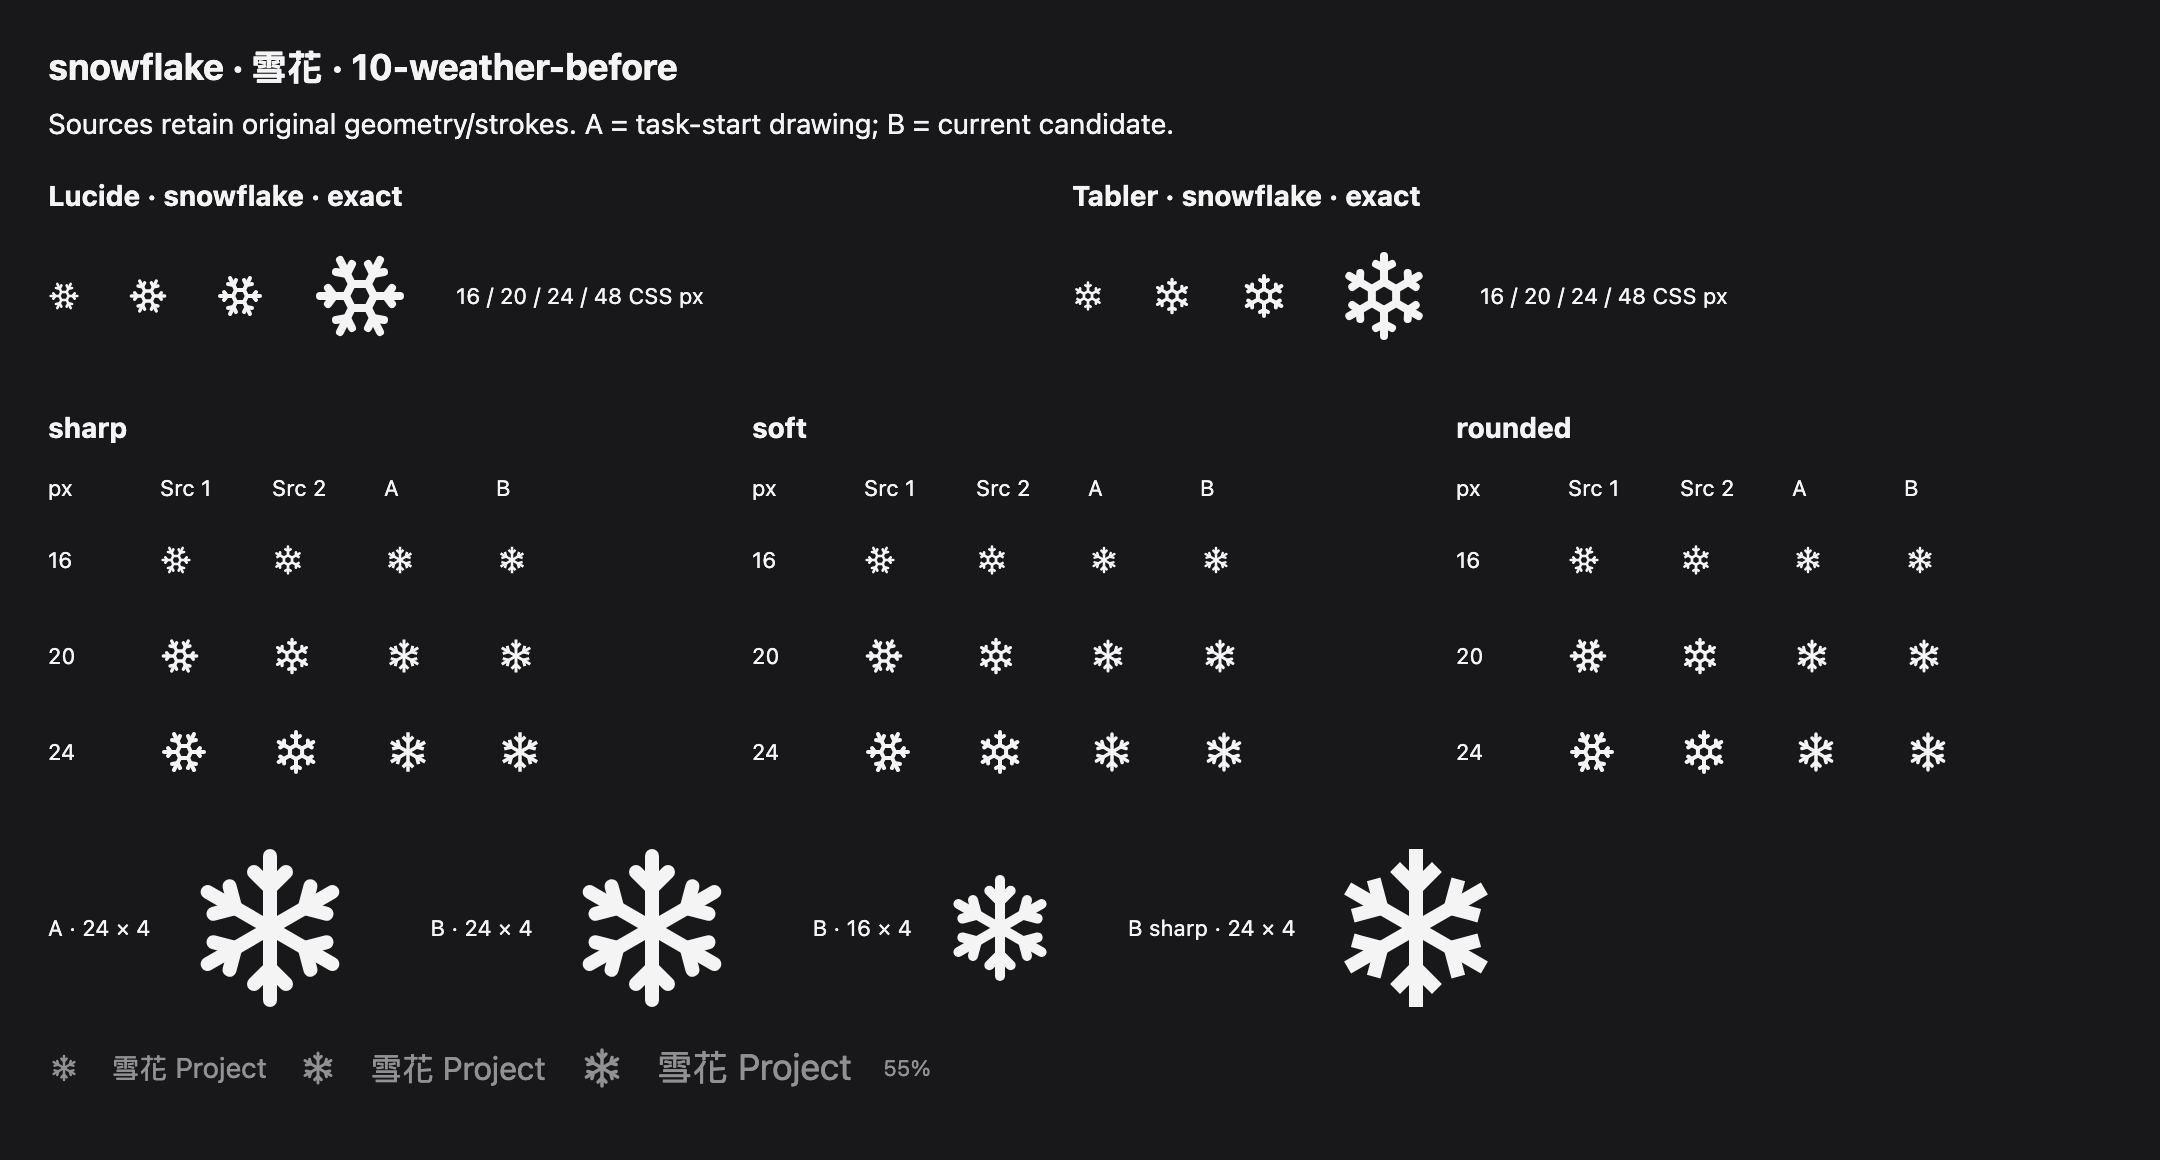 snowflake · 雪花 · 10-weather-before
Sources retain original geometry/strokes. A = task-start drawing; B = current candidate.
Lucide · snowflake · exact
Tabler · snowflake · exact
16 / 20 / 24 / 48 CSS px
16 / 20 / 24 / 48 CSS px
sharp
soft
rounded
px Src 1 Src 2 A B
px Src 1 Src 2 A B
px Src 1 Src 2 A B
16
16
16
20
20
20
24
24
24
A · 24 × 4
B · 24 × 4
B · 16 × 4
B sharp · 24 × 4
雪花 Project
雪花 Project
雪花 Project
55%